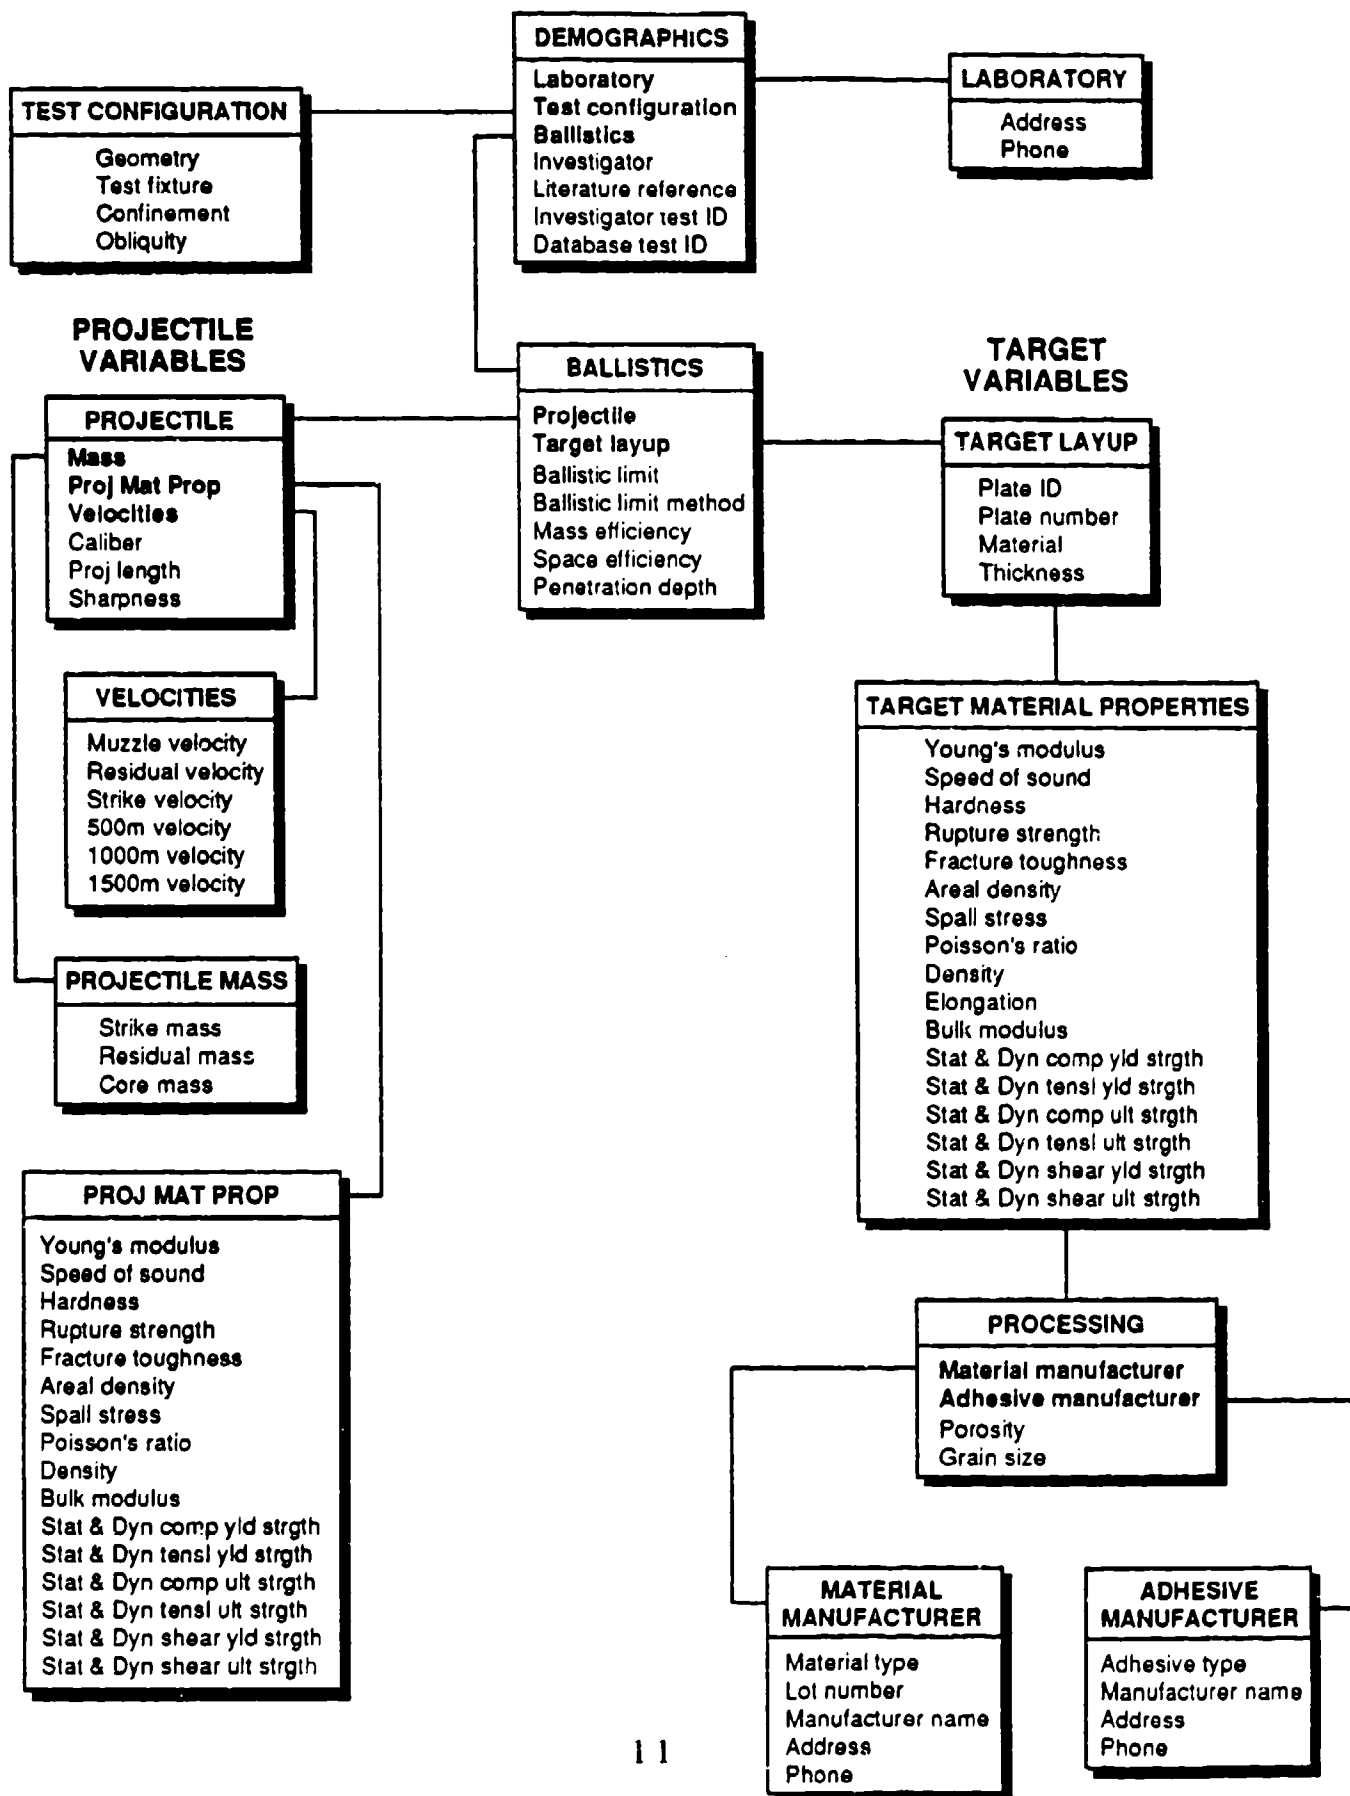 DEMOGRAPHICS
Laboratory
Test configuration
Ballistics
Investigator
Literature reference
Investigator test ID
Database test ID
LABORATORY
Address
Phone
TEST CONFIGURATION
Geometry
Test fixture
Confinement
Obliquity
PROJECTILE
VARIABLES
PROJECTILE
Mass
Proj Mat Prop
Velocities
Caliber
Proj length
Sharpness
BALLISTICS
Projectile
Target layup
Ballistic limit
Ballistic limit method
Mass efficiency
Space efficiency
Penetration depth
TARGET
VARIABLES
TARGET LAYUP
Plate ID
Plate number
Material
Thickness
VELOCITIES
Muzzle velocity
Residual velocity
Strike velocity
500m velocity
1000m velocity
1500m velocity
PROJECTILE MASS
Strike mass
Residual mass
Core mass
PROJ MAT PROP
Young's modulus
Speed of sound
Hardness
Rupture strength
Fracture toughness
Areal density
Spall stress
Poisson's ratio
Density
Bulk modulus
Stat & Dyn comp yld strgth
Stat & Dyn tensl yld strgth
Stat & Dyn comp ult strgth
Stat & Dyn tensl ult strgth
Stat & Dyn shear yld strgth
Stat & Dyn shear ult strgth
TARGET MATERIAL PROPERTIES
Young's modulus
Speed of sound
Hardness
Rupture strength
Fracture toughness
Areal density
Spall stress
Poisson's ratio
Density
Elongation
Bulk modulus
Stat & Dyn comp yld strgth
Stat & Dyn tensl yld strgth
Stat & Dyn comp ult strgth
Stat & Dyn tensl ult strgth
Stat & Dyn shear yld strgth
Stat & Dyn shear ult strgth
PROCESSING
Material manufacturer
Adhesive manufacturer
Porosity
Grain size
MATERIAL
MANUFACTURER
Material type
Lot number
Manufacturer name
Address
Phone
ADHESIVE
MANUFACTURER
Adhesive type
Manufacturer name
Address
Phone
11